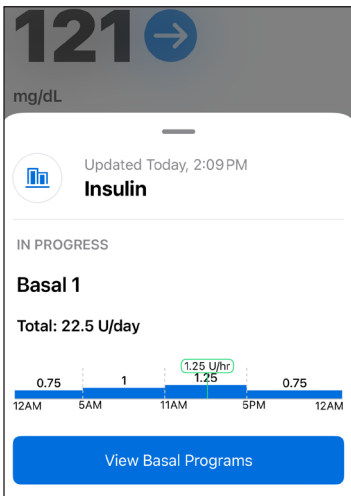 121
mg/dL
Updated Today, 2:09 PM
Insulin
IN PROGRESS
Basal 1
Total: 22.5 U/day
1.25 U/hr
0.75 1 1.25 0.75
12AM 5AM 11AM 5PM 12AM
View Basal Programs